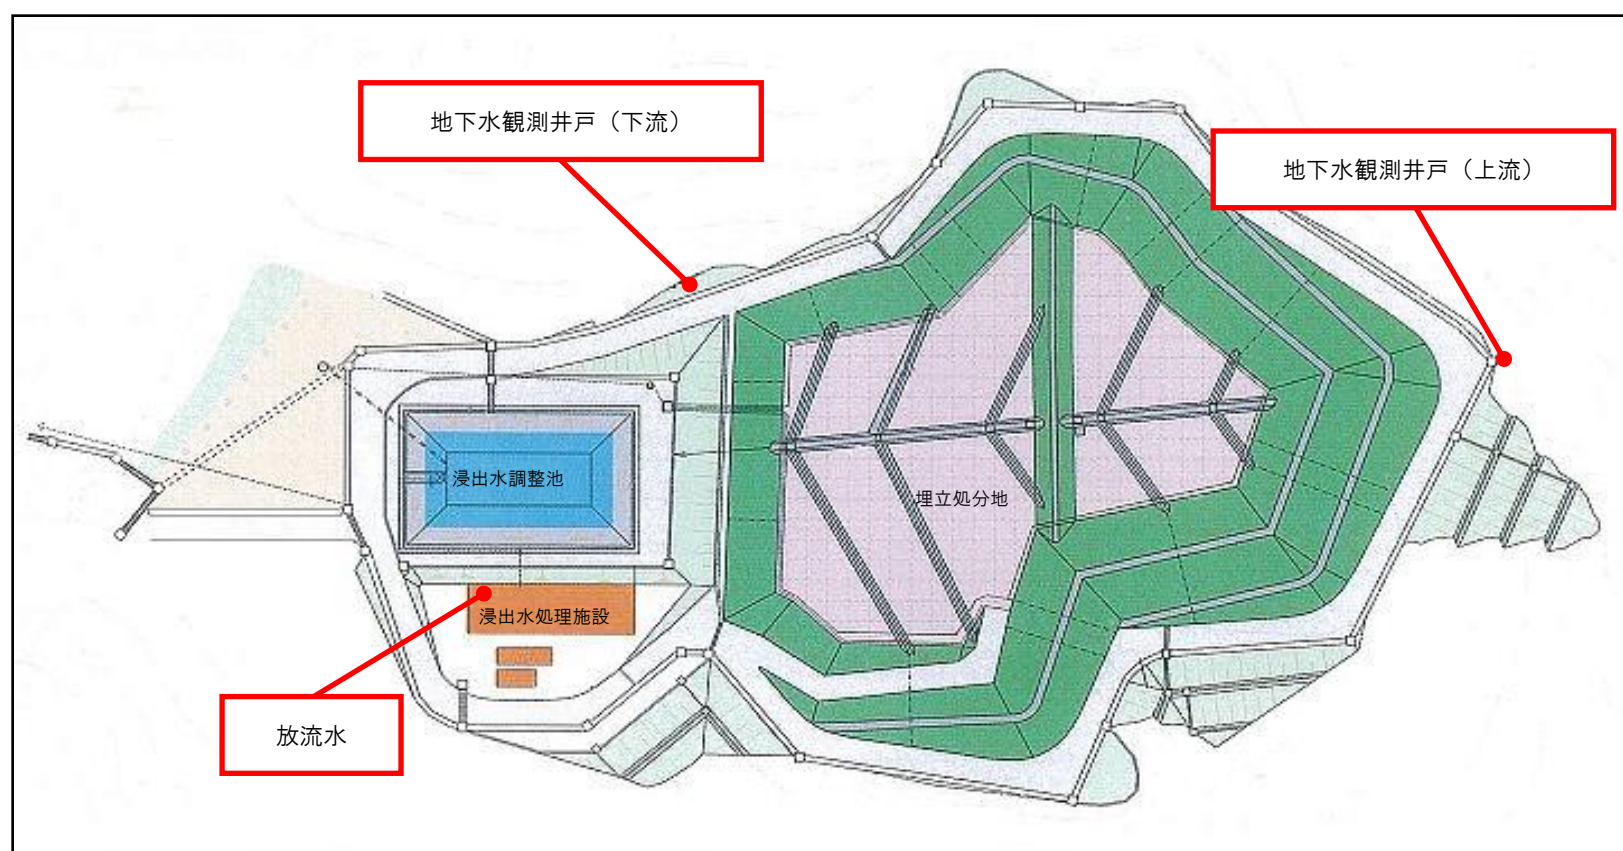 地下水観測井戸（下流）
地下水観測井戸（上流）
浸出水調整池
埋立処分地
浸出水処理施設
放流水